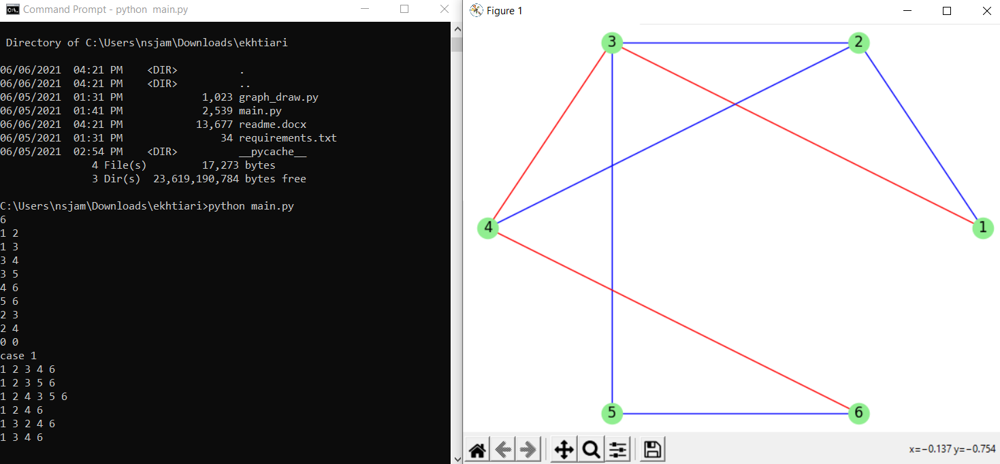 Command Prompt - python  main.py
 Directory of C:\Users\nsjam\Downloads\ekhtiari
06/06/2021  04:21 PM    <DIR>          .
06/06/2021  04:21 PM    <DIR>          ..
06/05/2021  01:31 PM             1,023 graph_draw.py
06/05/2021  01:41 PM             2,539 main.py
06/06/2021  04:21 PM            13,677 readme.docx
06/05/2021  01:31 PM                34 requirements.txt
06/05/2021  02:54 PM    <DIR>          __pycache__
               4 File(s)         17,273 bytes
               3 Dir(s)  23,619,190,784 bytes free
C:\Users\nsjam\Downloads\ekhtiari>python main.py
6
1 2
1 3
3 4
3 5
4 6
5 6
2 3
2 4
0 0
case 1
1 2 3 4 6
1 2 3 5 6
1 2 4 3 5 6
1 2 4 6
1 3 2 4 6
1 3 4 6
Figure 1
3 2
4 1
5 6
x=−0.137 y=−0.754